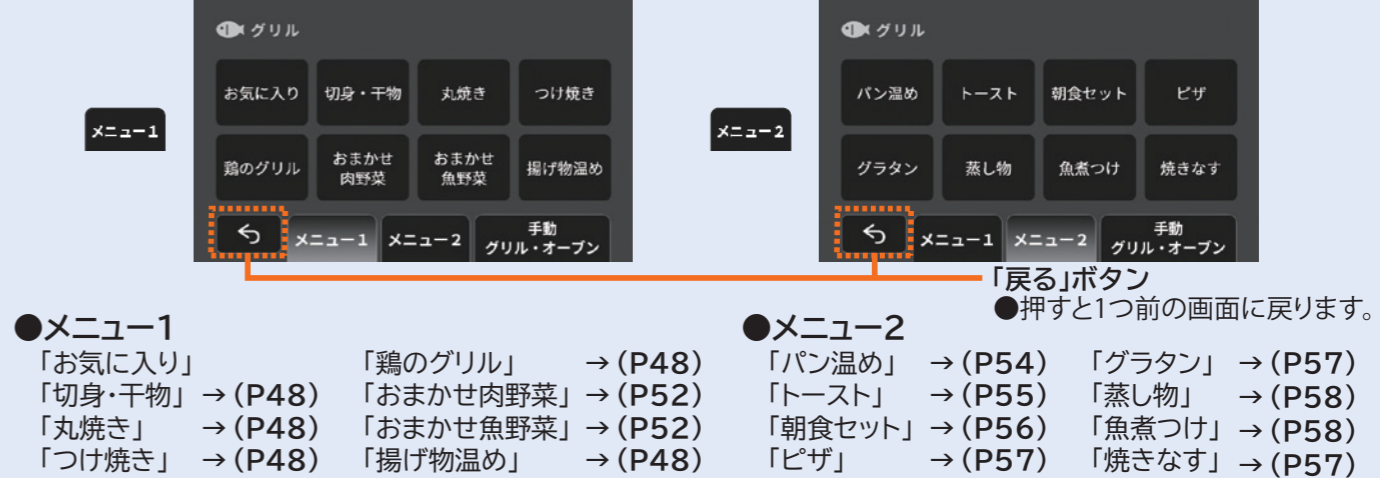 メニュー1
グリル
お気に入り 切身・干物 丸焼き つけ焼き
鶏のグリル おまかせ 肉野菜 おまかせ 魚野菜 揚げ物温め
メニュー1 メニュー2 手動 グリル・オーブン
メニュー2
グリル
パン温め トースト 朝食セット ピザ
グラタン 蒸し物 魚煮つけ 焼きなす
メニュー1 メニュー2 手動 グリル・オーブン
「戻る」ボタン
●押すと1つ前の画面に戻ります。
●メニュー1
「お気に入り」 「鶏のグリル」 →(P48)
「切身・干物」 →(P48) 「おまかせ肉野菜」 →(P52)
「丸焼き」 →(P48) 「おまかせ魚野菜」 →(P52)
「つけ焼き」 →(P48) 「揚げ物温め」 →(P48)
●メニュー2
「パン温め」 →(P54) 「グラタン」 →(P57)
「トースト」 →(P55) 「蒸し物」 →(P58)
「朝食セット」 →(P56) 「魚煮つけ」 →(P58)
「ピザ」 →(P57) 「焼きなす」 →(P57)